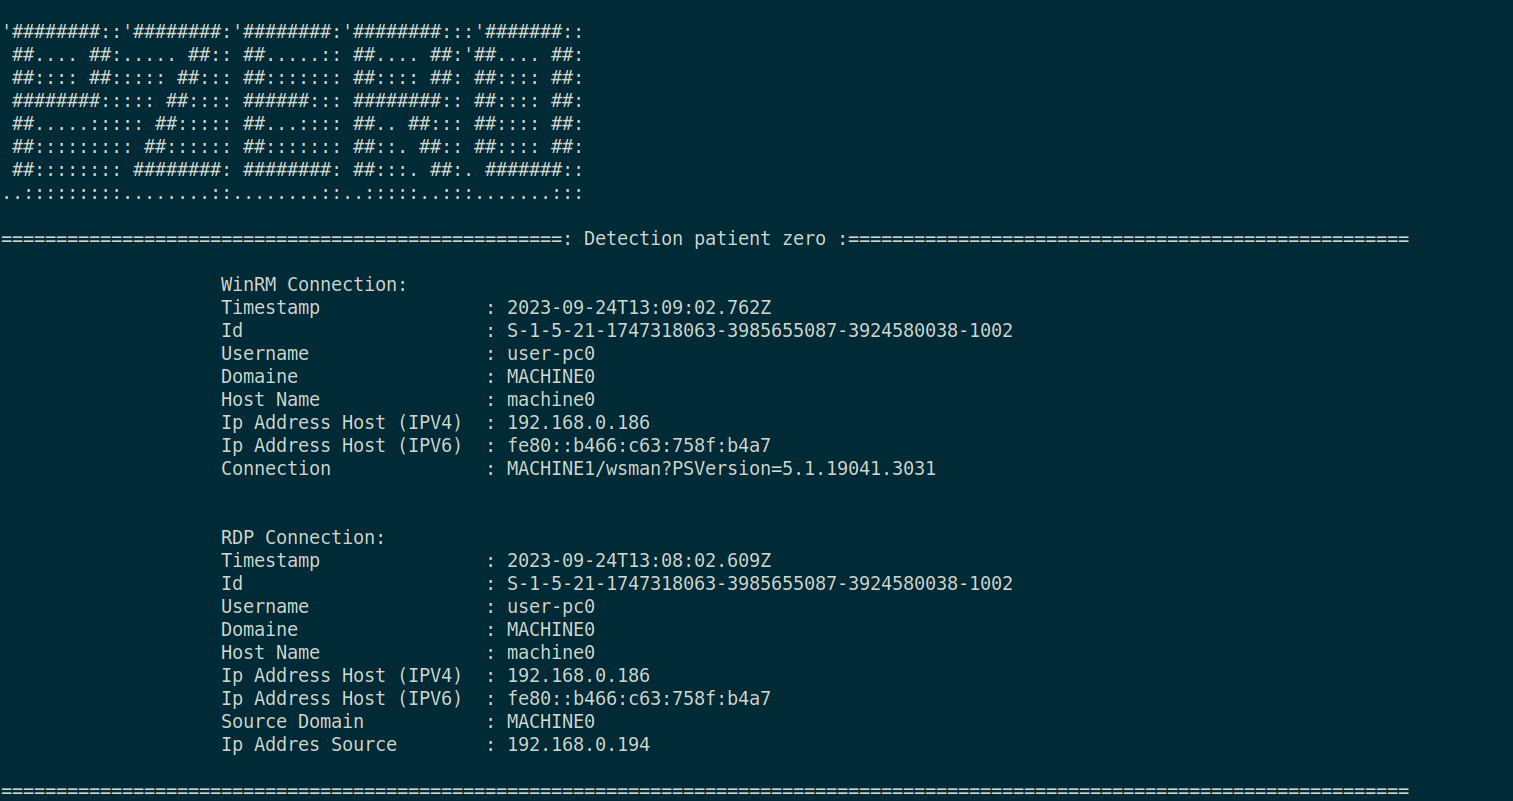 '########::'########:'########:'########:::'#######::
 ##.... ##:..... ##:: ##.....:: ##.... ##:'##.... ##:
 ##:::: ##::::: ##::: ##::::::: ##:::: ##: ##:::: ##:
 ########::::: ##:::: ######::: ########:: ##:::: ##:
 ##.....::::: ##::::: ##...:::: ##.. ##::: ##:::: ##:
 ##::::::::: ##:::::: ##::::::: ##::. ##:: ##:::: ##:
 ##:::::::: ########: ########: ##:::. ##:. #######::
..:::::::::........::........::..:::::..:::.......:::
===================================================: Detection patient zero :===================================================
WinRM Connection:
Timestamp : 2023-09-24T13:09:02.762Z
Id : S-1-5-21-1747318063-3985655087-3924580038-1002
Username : user-pc0
Domaine : MACHINE0
Host Name : machine0
Ip Address Host (IPV4) : 192.168.0.186
Ip Address Host (IPV6) : fe80::b466:c63:758f:b4a7
Connection : MACHINE1/wsman?PSVersion=5.1.19041.3031
RDP Connection:
Timestamp : 2023-09-24T13:08:02.609Z
Id : S-1-5-21-1747318063-3985655087-3924580038-1002
Username : user-pc0
Domaine : MACHINE0
Host Name : machine0
Ip Address Host (IPV4) : 192.168.0.186
Ip Address Host (IPV6) : fe80::b466:c63:758f:b4a7
Source Domain : MACHINE0
Ip Addres Source : 192.168.0.194
================================================================================================================================